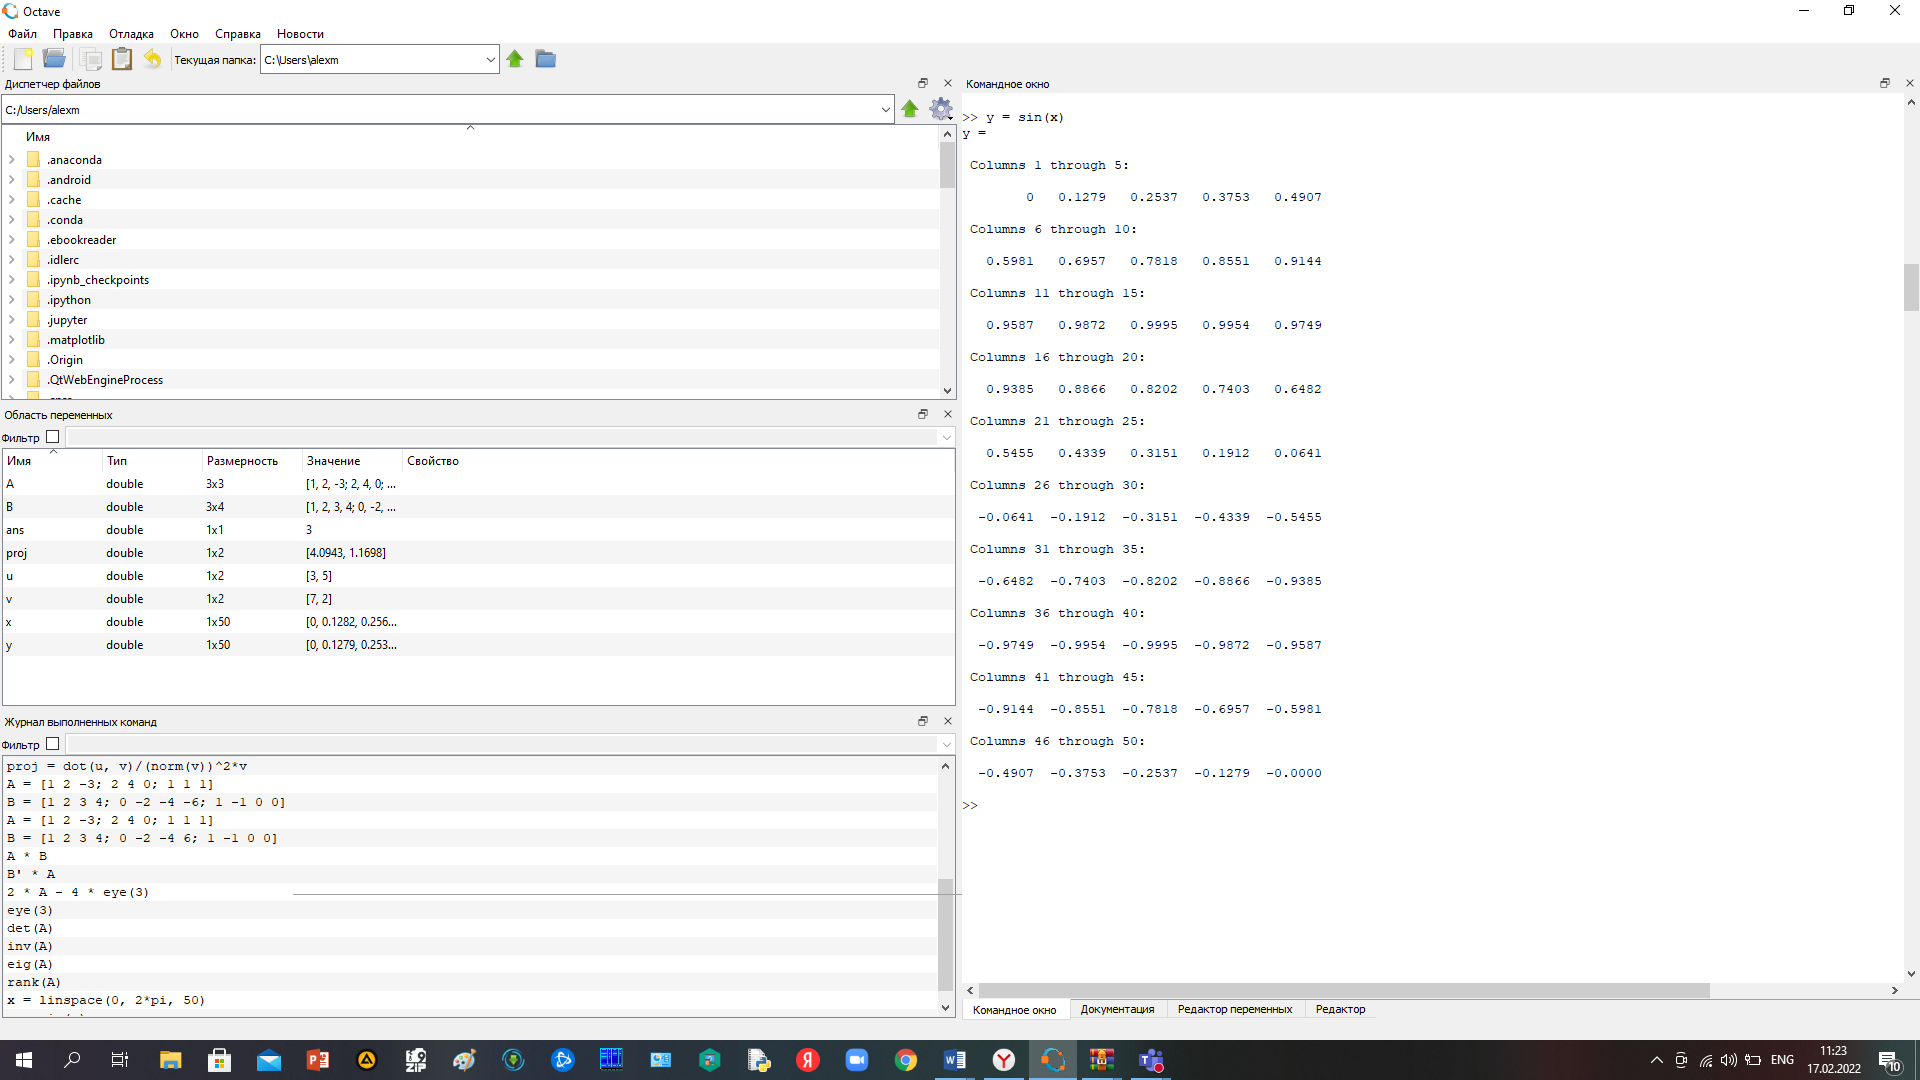 Octave
Файл Правка Отладка Окно Справка Новости
Текущая папка: C:\Users\alexm
Диспетчер файлов
C:/Users/alexm
Имя
.anaconda
.android
.cache
.conda
.ebookreader
.idlerc
.ipynb_checkpoints
.ipython
.jupyter
.matplotlib
.Origin
.QtWebEngineProcess
Область переменных
Фильтр
Имя Тип Размерность Значение Свойство
A double 3x3 [1, 2, -3; 2, 4, 0; ...
B double 3x4 [1, 2, 3, 4; 0, -2, ...
ans double 1x1 3
proj double 1x2 [4.0943, 1.1698]
u double 1x2 [3, 5]
v double 1x2 [7, 2]
x double 1x50 [0, 0.1282, 0.256...
y double 1x50 [0, 0.1279, 0.253...
Журнал выполненных команд
Фильтр
proj = dot(u, v)/(norm(v))^2*v
A = [1 2 -3; 2 4 0; 1 1 1]
B = [1 2 3 4; 0 -2 -4 -6; 1 -1 0 0]
A = [1 2 -3; 2 4 0; 1 1 1]
B = [1 2 3 4; 0 -2 -4 6; 1 -1 0 0]
A * B
B' * A
2 * A - 4 * eye(3)
eye(3)
det(A)
inv(A)
eig(A)
rank(A)
x = linspace(0, 2*pi, 50)
Командное окно
>> y = sin(x)
y =
Columns 1 through 5:
0 0.1279 0.2537 0.3753 0.4907
Columns 6 through 10:
0.5981 0.6957 0.7818 0.8551 0.9144
Columns 11 through 15:
0.9587 0.9872 0.9995 0.9954 0.9749
Columns 16 through 20:
0.9385 0.8866 0.8202 0.7403 0.6482
Columns 21 through 25:
0.5455 0.4339 0.3151 0.1912 0.0641
Columns 26 through 30:
-0.0641 -0.1912 -0.3151 -0.4339 -0.5455
Columns 31 through 35:
-0.6482 -0.7403 -0.8202 -0.8866 -0.9385
Columns 36 through 40:
-0.9749 -0.9954 -0.9995 -0.9872 -0.9587
Columns 41 through 45:
-0.9144 -0.8551 -0.7818 -0.6957 -0.5981
Columns 46 through 50:
-0.4907 -0.3753 -0.2537 -0.1279 -0.0000
>>
Командное окно Документация Редактор переменных Редактор
ENG
11:23
17.02.2022
10